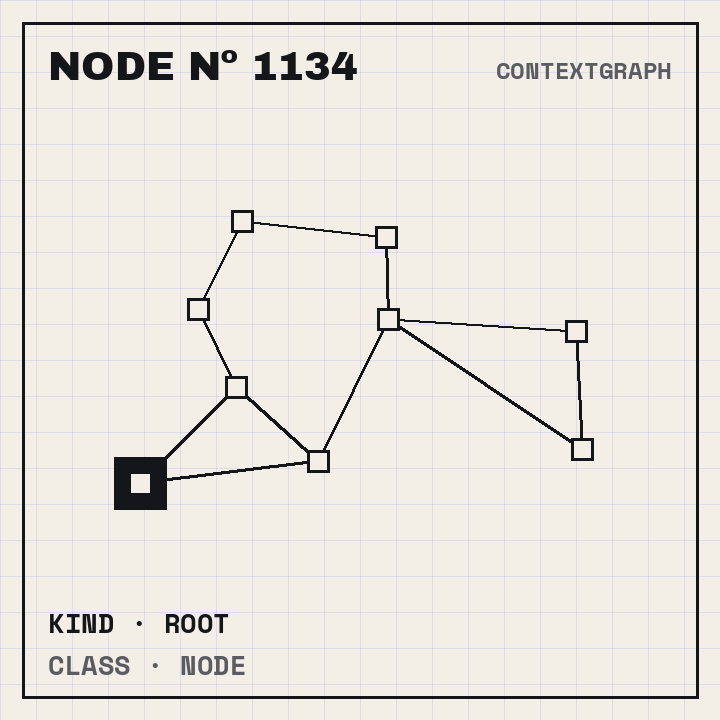 NODE Nº 1134
CONTEXTGRAPH
KIND · ROOT
CLASS · NODE